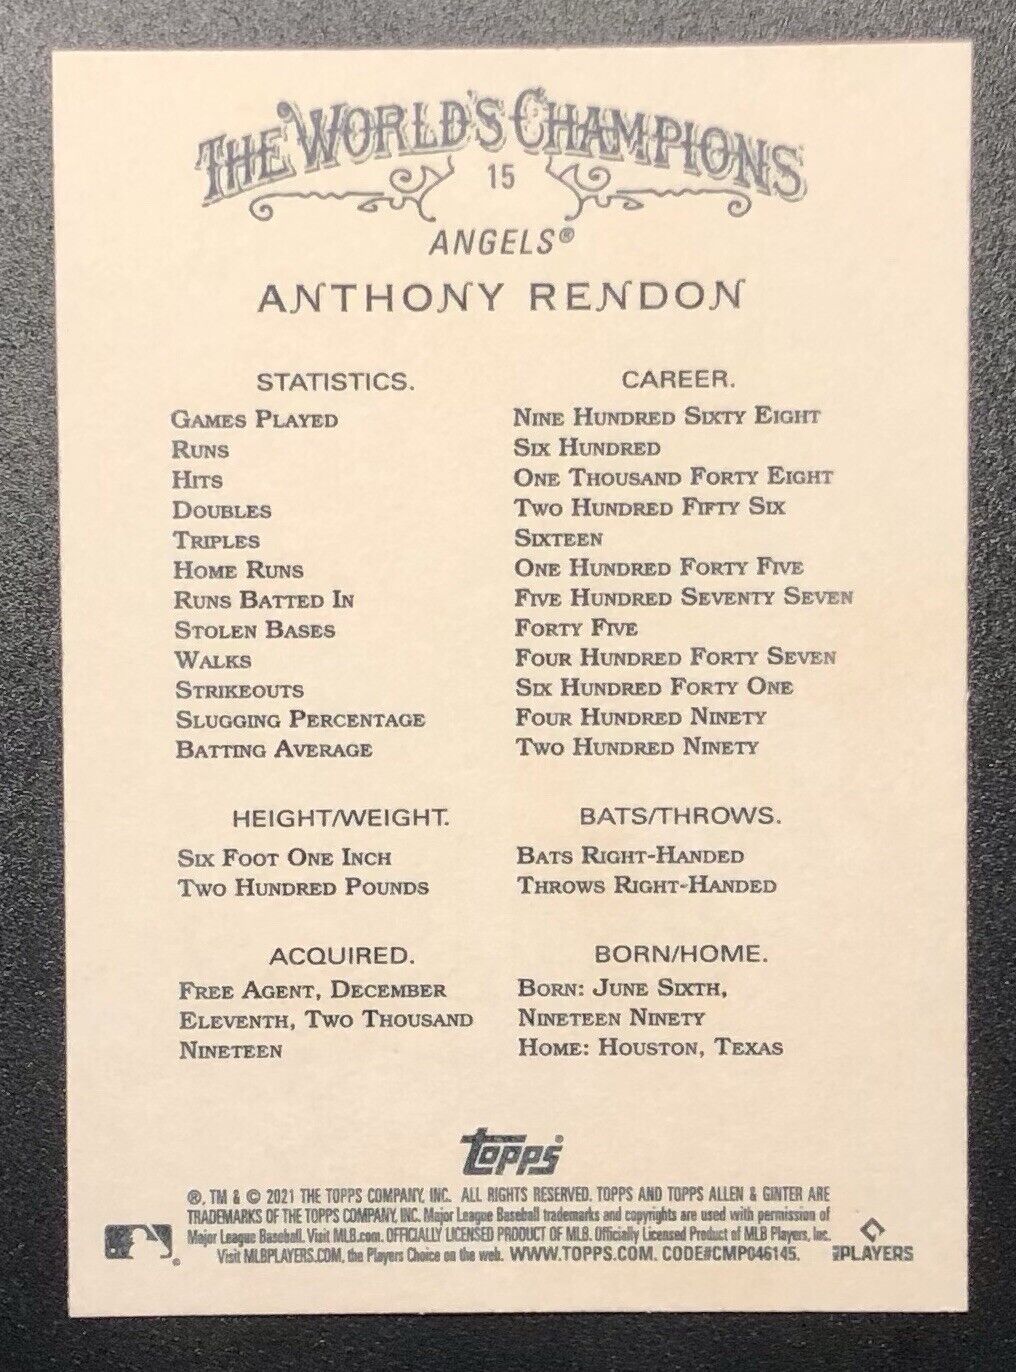 THE WORLD'S CHAMPIONS
15
ANGELS®
ANTHONY RENDON
STATISTICS. CAREER.
GAMES PLAYED NINE HUNDRED SIXTY EIGHT
RUNS SIX HUNDRED
HITS ONE THOUSAND FORTY EIGHT
DOUBLES TWO HUNDRED FIFTY SIX
TRIPLES SIXTEEN
HOME RUNS ONE HUNDRED FORTY FIVE
RUNS BATTED IN FIVE HUNDRED SEVENTY SEVEN
STOLEN BASES FORTY FIVE
WALKS FOUR HUNDRED FORTY SEVEN
STRIKEOUTS SIX HUNDRED FORTY ONE
SLUGGING PERCENTAGE FOUR HUNDRED NINETY
BATTING AVERAGE TWO HUNDRED NINETY
HEIGHT/WEIGHT. BATS/THROWS.
SIX FOOT ONE INCH BATS RIGHT-HANDED
TWO HUNDRED POUNDS THROWS RIGHT-HANDED
ACQUIRED. BORN/HOME.
FREE AGENT, DECEMBER BORN: JUNE SIXTH,
ELEVENTH, TWO THOUSAND NINETEEN NINETY
NINETEEN HOME: HOUSTON, TEXAS
topps®
®, TM & © 2021 THE TOPPS COMPANY, INC. ALL RIGHTS RESERVED. TOPPS AND TOPPS ALLEN & GINTER ARE
TRADEMARKS OF THE TOPPS COMPANY, INC. Major League Baseball trademarks and copyrights are used with permission of
Major League Baseball. Visit MLB.com. OFFICIALLY LICENSED PRODUCT OF MLB. Officially Licensed Product of MLB Players, Inc.
Visit MLBPLAYERS.COM, the Players Choice on the web. WWW.TOPPS.COM. CODE#CMP046145.
PLAYERS